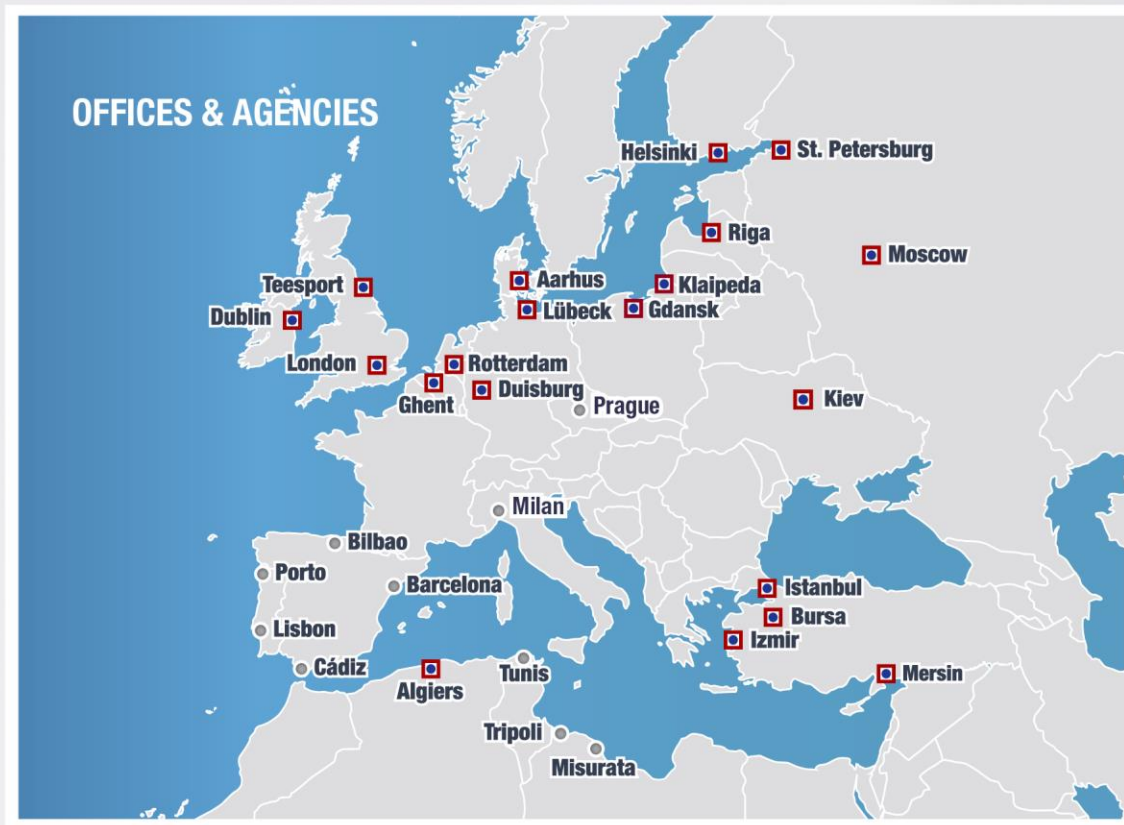 OFFICES & AGENCIES
Helsinki
St. Petersburg
Riga
Moscow
Teesport
Aarhus
Klaipeda
Dublin
Lübeck
Gdansk
London
Rotterdam
Ghent
Duisburg
Prague
Kiev
Milan
Bilbao
Porto
Barcelona
Istanbul
Bursa
Lisbon
Izmir
Cádiz
Algiers
Tunis
Mersin
Tripoli
Misurata